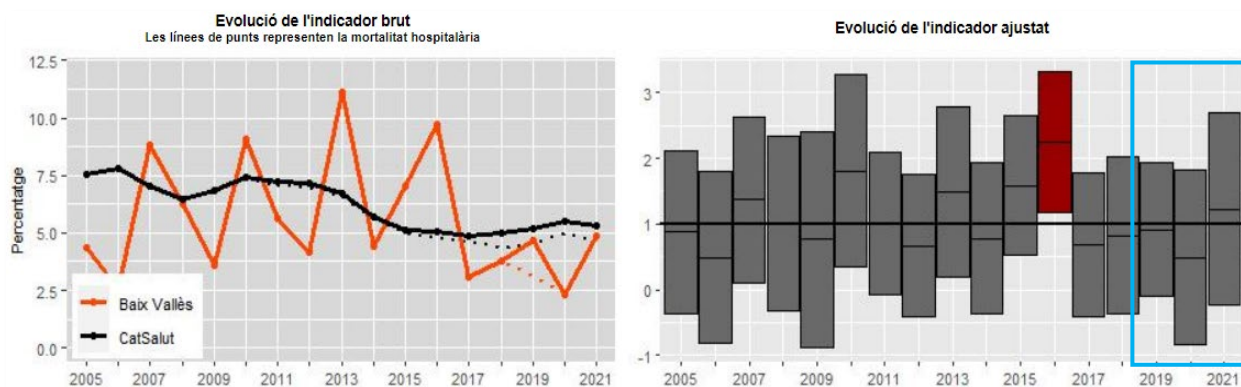 Evolució de l'indicador brut
Les línees de punts representen la mortalitat hospitalària
12.5
10.0
7.5
5.0
2.5
0.0
Percentatge
Baix Vallès
CatSalut
2005 2007 2009 2011 2013 2015 2017 2019 2021
Evolució de l'indicador ajustat
3
2
1
0
-1
2005 2007 2009 2011 2013 2015 2017 2019 2021